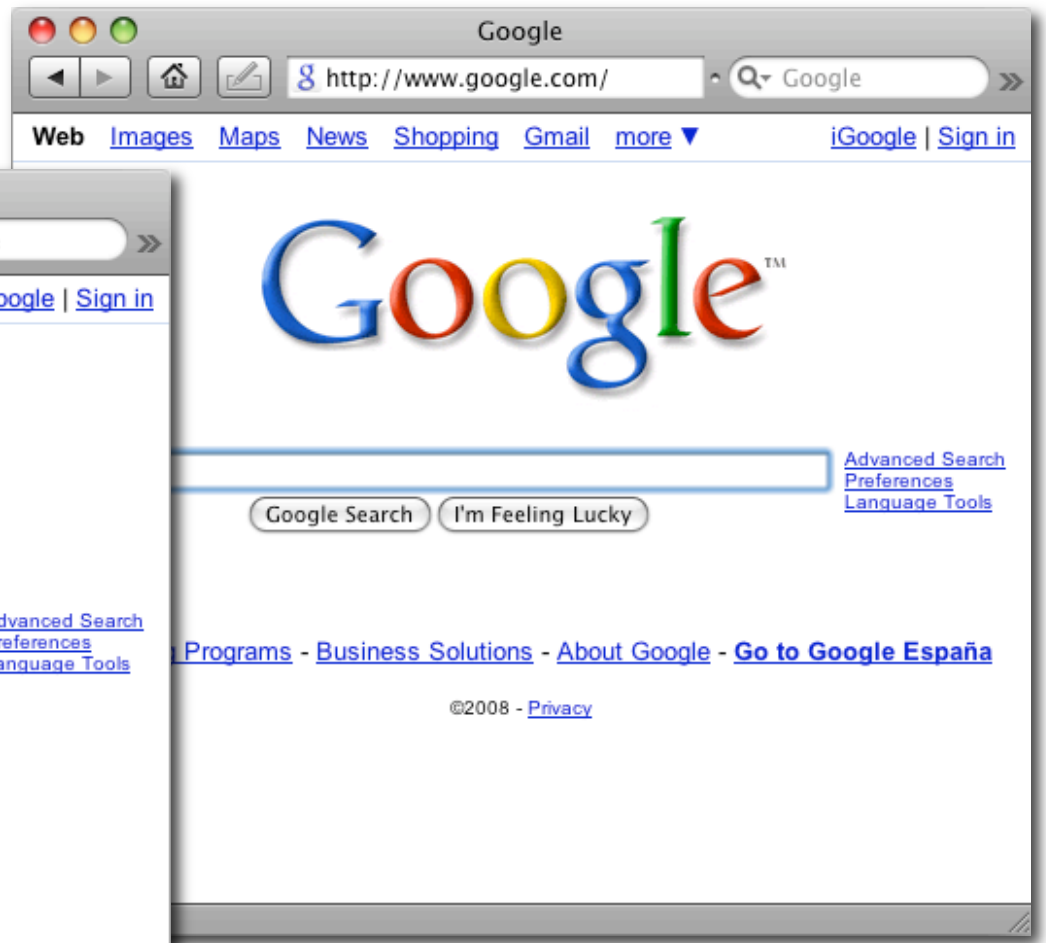 Google
http://www.google.com/
Google
Web Images Maps News Shopping Gmail more ▼ iGoogle | Sign in
Google™
Advanced Search
Preferences
Language Tools
Google Search I'm Feeling Lucky
Programs - Business Solutions - About Google - Go to Google España
©2008 - Privacy
oogle | Sign in
dvanced Search
references
anguage Tools